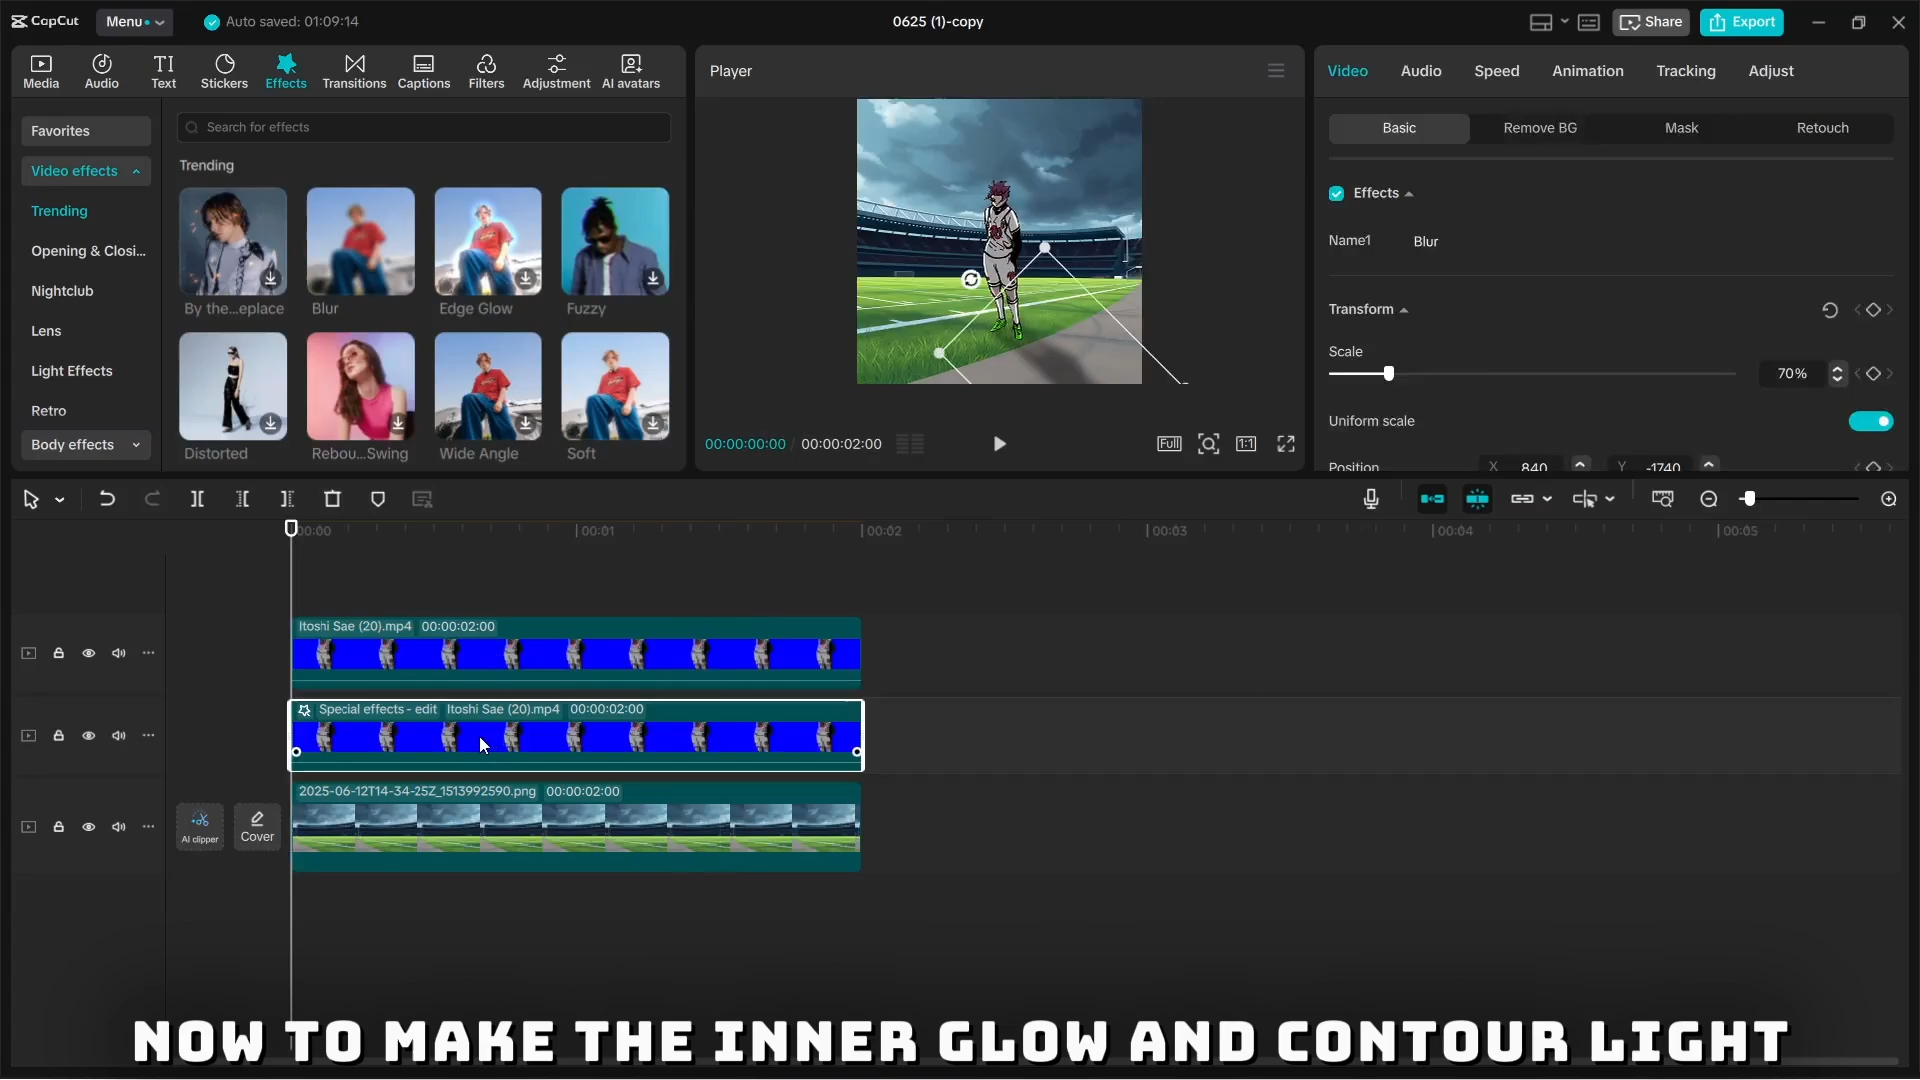 CapCut
Menu
Auto saved: 01:09:14
0625 (1)-copy
Share
Export
Media
Audio
Text
Stickers
Effects
Transitions
Captions
Filters
Adjustment
AI avatars
Favorites
Video effects
Trending
Opening & Closi...
Nightclub
Lens
Light Effects
Retro
Body effects
Search for effects
Trending
By the...eplace
Blur
Edge Glow
Fuzzy
Distorted
Rebou...Swing
Wide Angle
Soft
Player
00:00:00:00 / 00:00:02:00
Full
1:1
Video
Audio
Speed
Animation
Tracking
Adjust
Basic
Remove BG
Mask
Retouch
Effects
Name1
Blur
Transform
Scale
70%
Uniform scale
Position
X 840
Y -1740
00:00
00:01
00:02
00:03
00:04
00:05
Itoshi Sae (20).mp4 00:00:02:00
Special effects - edit Itoshi Sae (20).mp4 00:00:02:00
2025-06-12T14-34-25Z_1513992590.png 00:00:02:00
AI clipper
Cover
NOW TO MAKE THE INNER GLOW AND CONTOUR LIGHT